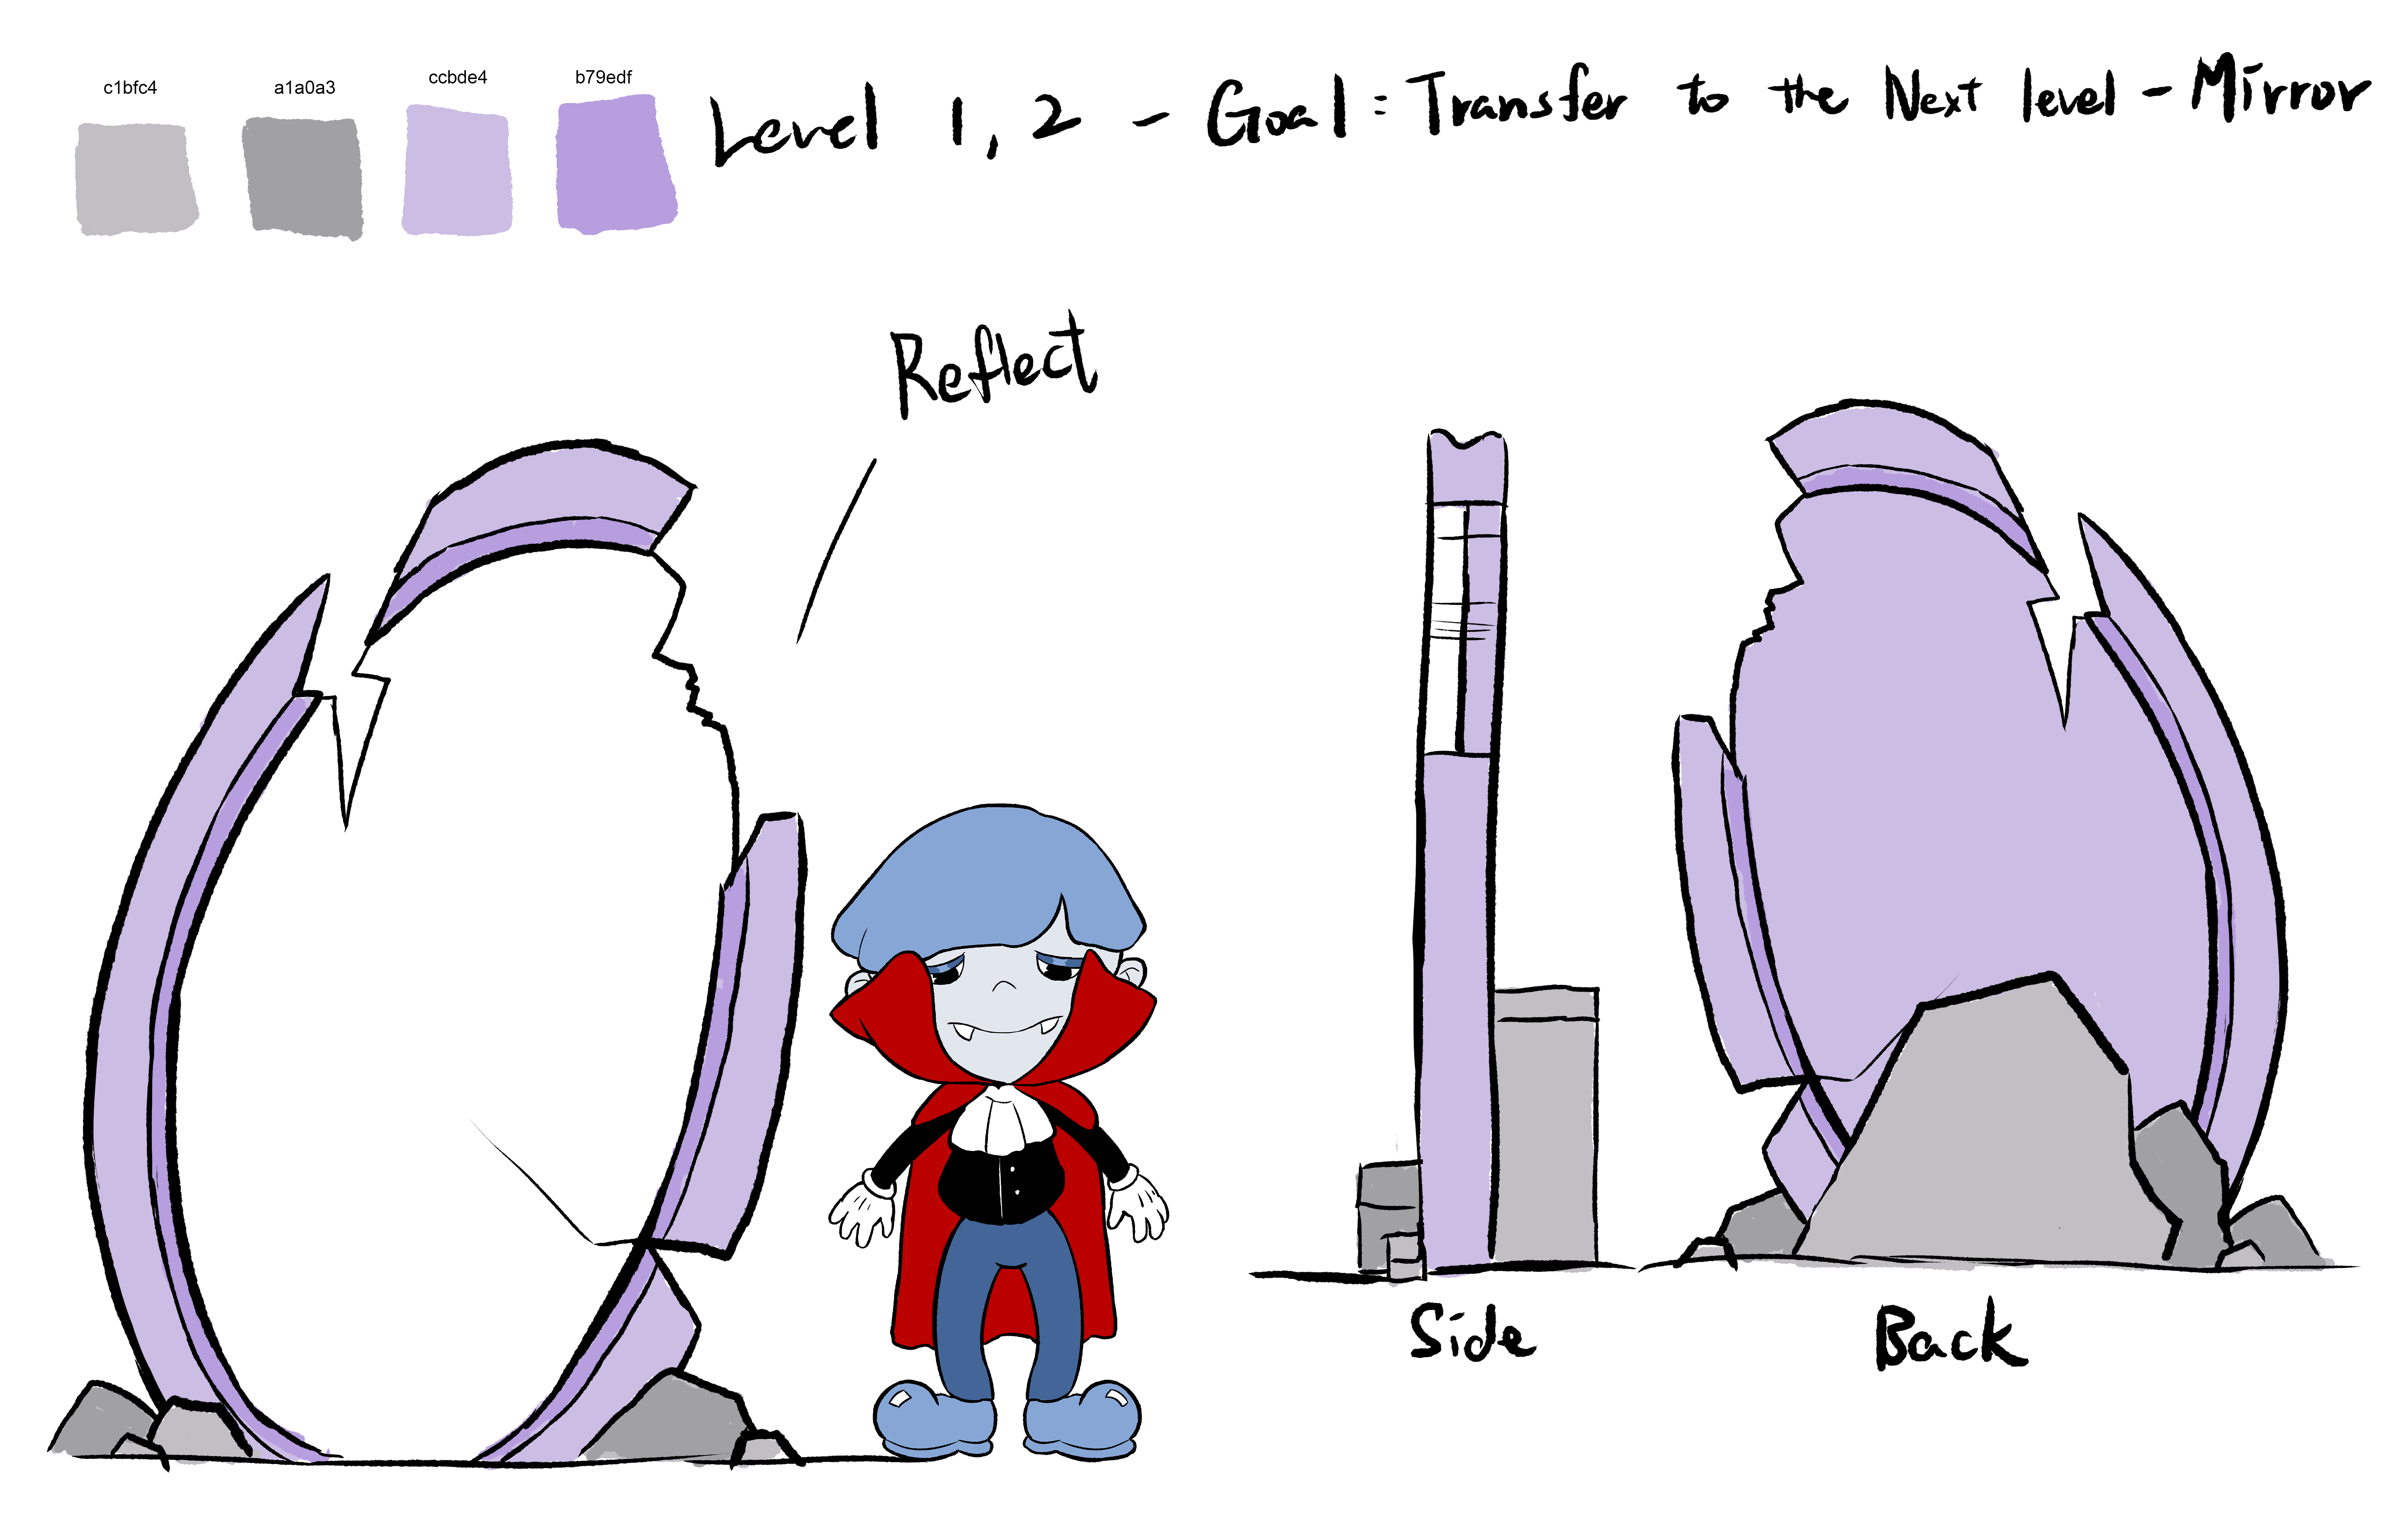 c1bfc4 a1a0a3 ccbde4 b79edf
Level 1, 2 - Goal: Transfer to the Next level - Mirror
Reflect
Side
Back